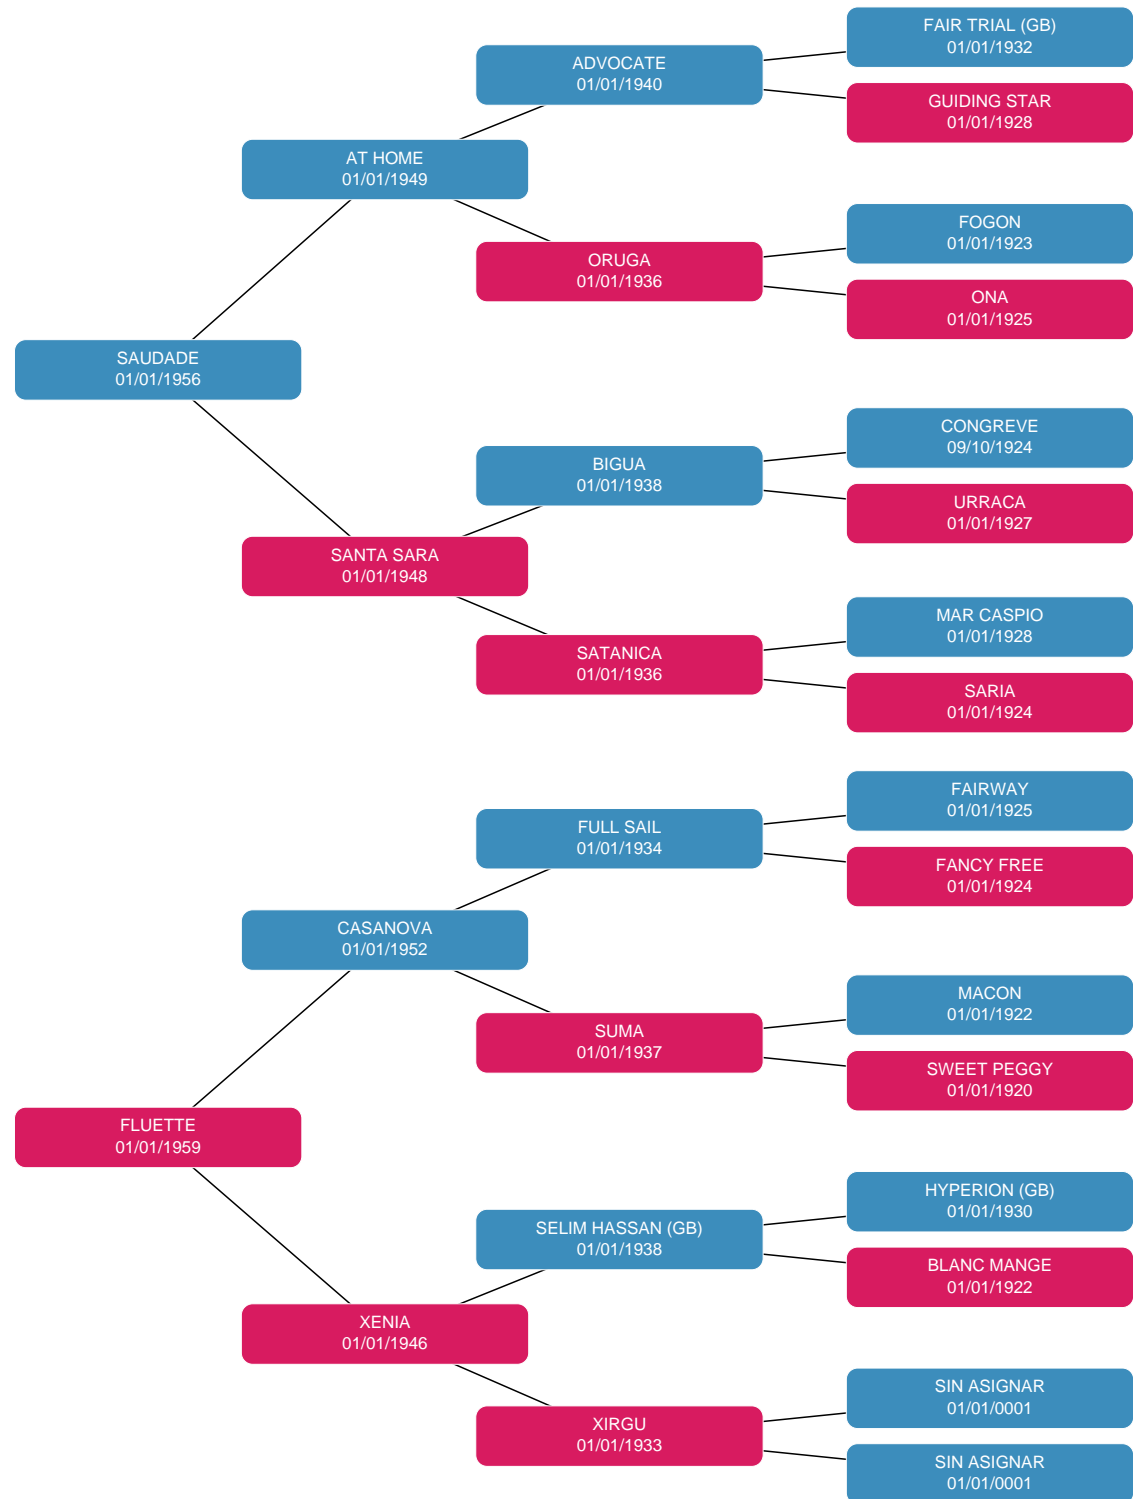 FAIR TRIAL (GB)
01/01/1932
ADVOCATE
01/01/1940
GUIDING STAR
01/01/1928
AT HOME
01/01/1949
FOGON
01/01/1923
ORUGA
01/01/1936
ONA
01/01/1925
SAUDADE
01/01/1956
CONGREVE
09/10/1924
BIGUA
01/01/1938
URRACA
01/01/1927
SANTA SARA
01/01/1948
MAR CASPIO
01/01/1928
SATANICA
01/01/1936
SARIA
01/01/1924
FAIRWAY
01/01/1925
FULL SAIL
01/01/1934
FANCY FREE
01/01/1924
CASANOVA
01/01/1952
MACON
01/01/1922
SUMA
01/01/1937
SWEET PEGGY
01/01/1920
FLUETTE
01/01/1959
HYPERION (GB)
01/01/1930
SELIM HASSAN (GB)
01/01/1938
BLANC MANGE
01/01/1922
XENIA
01/01/1946
SIN ASIGNAR
01/01/0001
XIRGU
01/01/1933
SIN ASIGNAR
01/01/0001